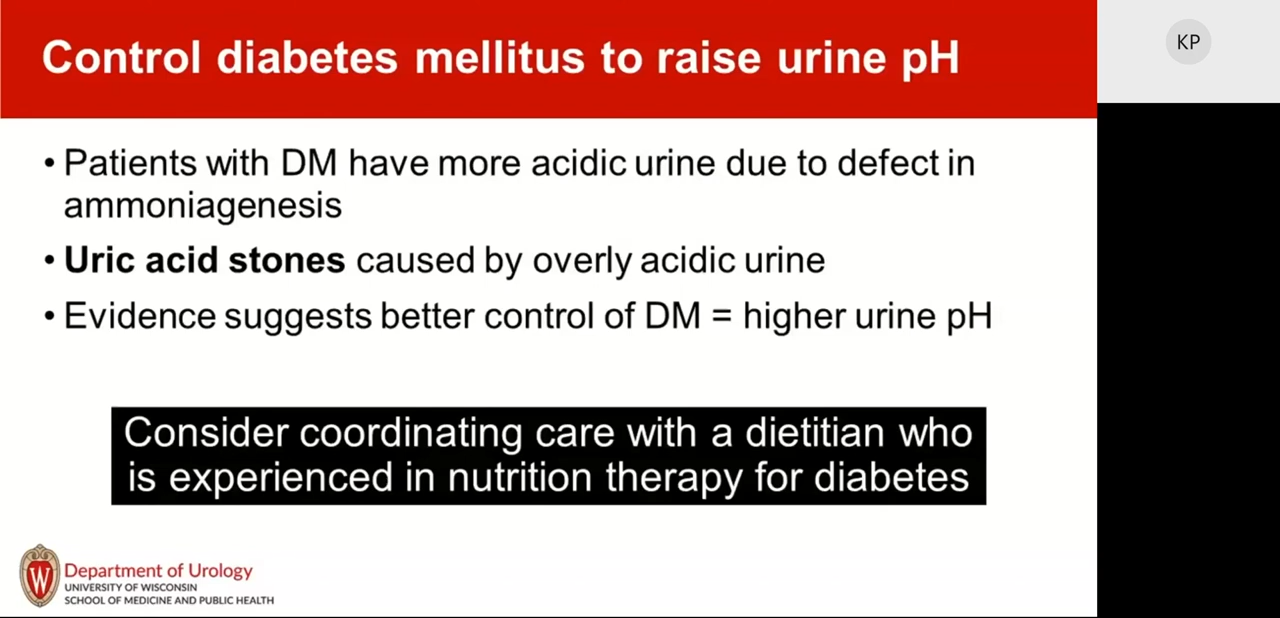 Control diabetes mellitus to raise urine pH
KP
• Patients with DM have more acidic urine due to defect in
ammoniagenesis
• Uric acid stones caused by overly acidic urine
• Evidence suggests better control of DM = higher urine pH
Consider coordinating care with a dietitian who
is experienced in nutrition therapy for diabetes
W
Department of Urology
UNIVERSITY OF WISCONSIN
SCHOOL OF MEDICINE AND PUBLIC HEALTH